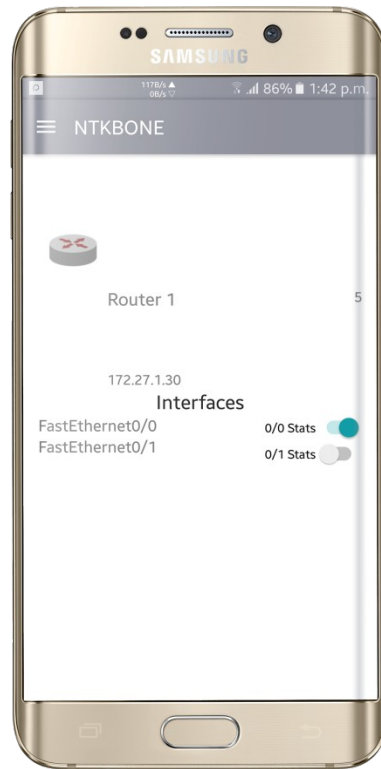 SAMSUNG
117B/s ▲
0B/s ▽
86% 1:42 p.m.
NTKBONE
Router 1
5
172.27.1.30
Interfaces
FastEthernet0/0
0/0 Stats
FastEthernet0/1
0/1 Stats